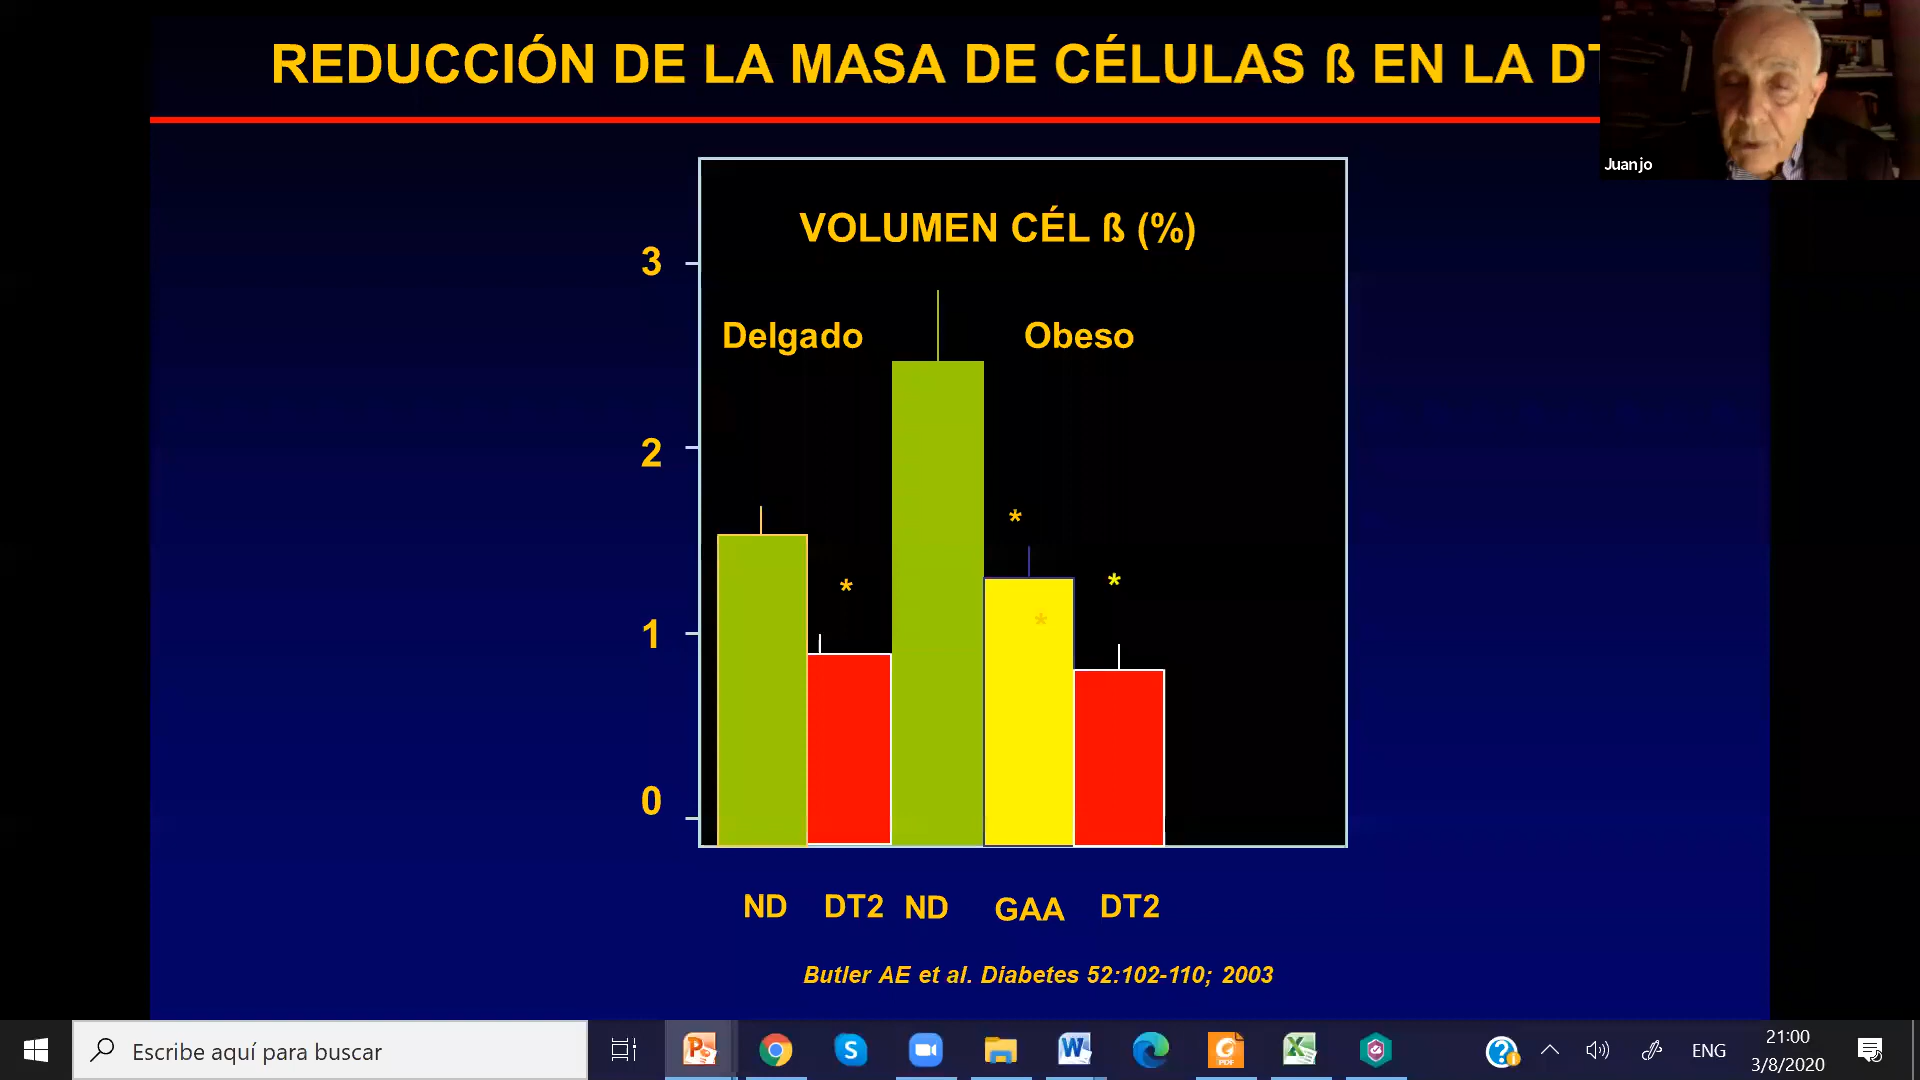 REDUCCIÓN DE LA MASA DE CÉLULAS ß EN LA DT
Juanjo
VOLUMEN CÉL ß (%)
3
Delgado
Obeso
2
*
*
*
*
1
0
ND DT2 ND GAA DT2
Butler AE et al. Diabetes 52:102-110; 2003
Escribe aquí para buscar
ENG
21:00
3/8/2020